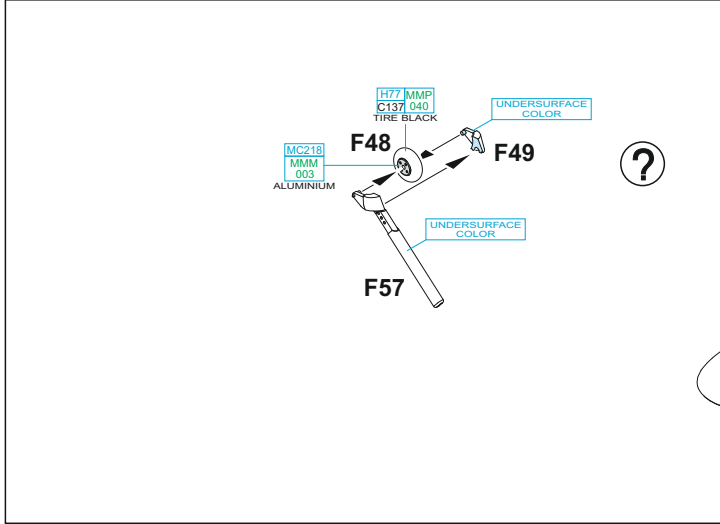 H77 MMP
C137 040
TIRE BLACK
UNDERSURFACE
COLOR
F48
F49
MC218
MMM
003
ALUMINIUM
?
UNDERSURFACE
COLOR
F57